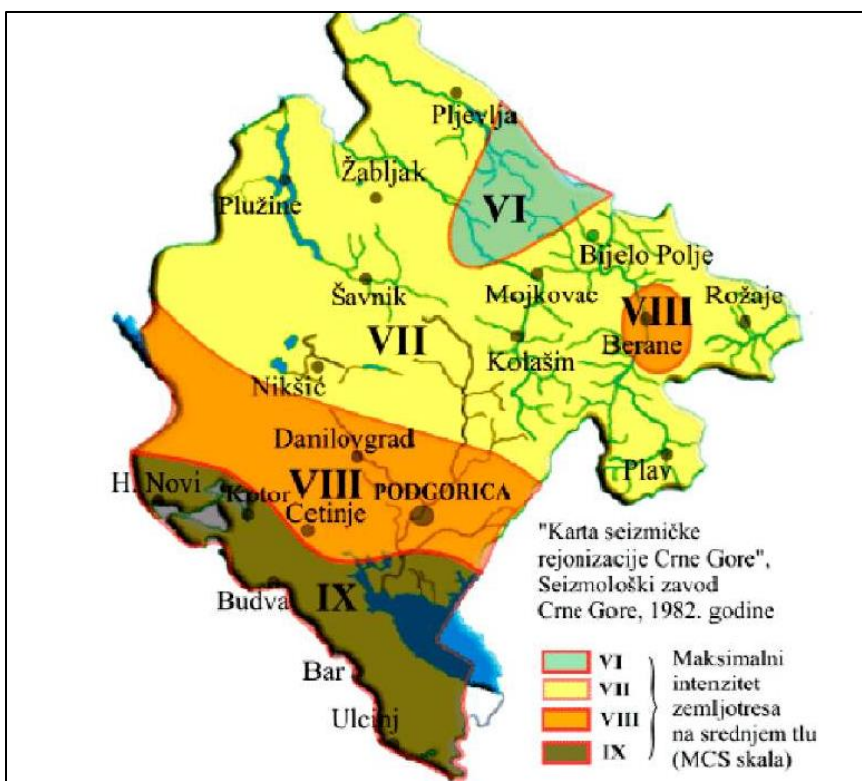 Pljevlja
Žabljak
Plužine
VI
Bijelo Polje
Šavnik
Mojkovac
VIII
Rožaje
VII
Kolašin
Berane
Nikšić
Danilovgrad
Plav
H. Novi
VIII
Kotor
PODGORICA
Cetinje
"Karta seizmičke
rejonizacije Crne Gore",
Seizmološki zavod
Crne Gore, 1982. godine
Budva
IX
Bar
Ulcinj
VI
VII
VIII
IX
Maksimalni
intenzitet
zemljotresa
na srednjem tlu
(MCS skala)